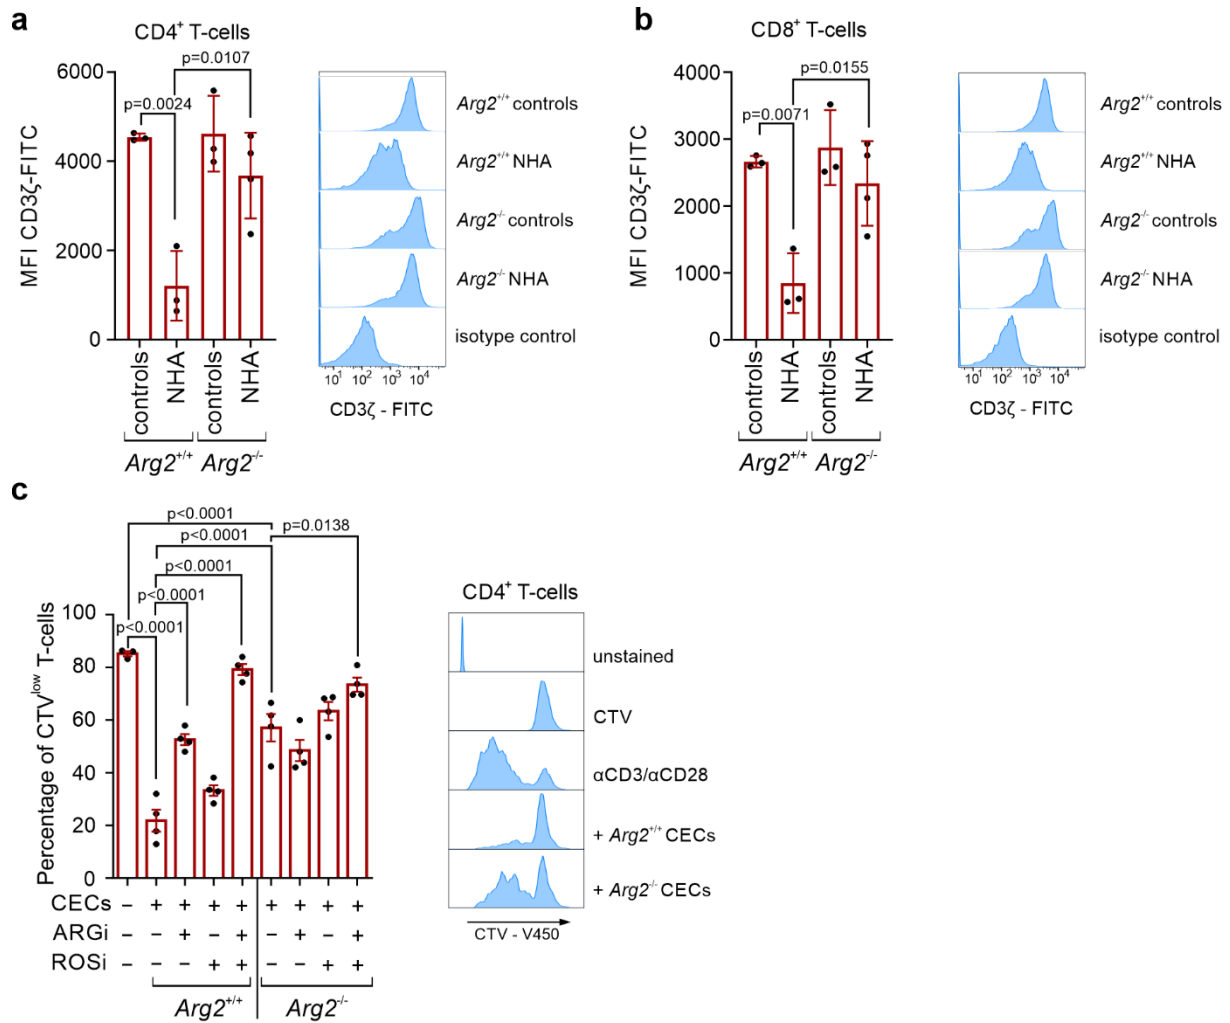 a
CD4⁺ T-cells
p=0.0107
p=0.0024
6000
4000
2000
0
MFI CD3ζ-FITC
controls
NHA
controls
NHA
Arg2⁺/⁺
Arg2⁻/⁻
Arg2⁺/⁺ controls
Arg2⁺/⁺ NHA
Arg2⁻/⁻ controls
Arg2⁻/⁻ NHA
isotype control
10¹ 10² 10³ 10⁴
CD3ζ - FITC
b
CD8⁺ T-cells
p=0.0155
p=0.0071
4000
3000
2000
1000
0
MFI CD3ζ-FITC
controls
NHA
controls
NHA
Arg2⁺/⁺
Arg2⁻/⁻
Arg2⁺/⁺ controls
Arg2⁺/⁺ NHA
Arg2⁻/⁻ controls
Arg2⁻/⁻ NHA
isotype control
10¹ 10² 10³ 10⁴
CD3ζ - FITC
c
p<0.0001
p<0.0001
p=0.0138
p<0.0001
p<0.0001
p<0.0001
100
80
60
40
20
0
Percentage of CTV^low T-cells
CECs – + + + + + + + +
ARGi – – + – + – + – +
ROSi – – – + + – – + +
Arg2⁺/⁺
Arg2⁻/⁻
CD4⁺ T-cells
unstained
CTV
αCD3/αCD28
+ Arg2⁺/⁺ CECs
+ Arg2⁻/⁻ CECs
CTV - V450